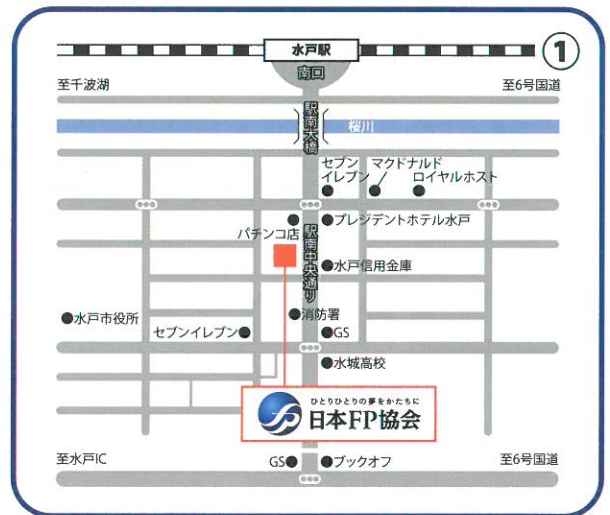 水戸駅
①
南口
至千波湖
至6号国道
駅南大橋
桜川
セブン
イレブン
マクドナルド
ロイヤルホスト
プレジデントホテル水戸
パチンコ店
駅南中央通り
水戸信用金庫
水戸市役所
消防署
セブンイレブン
GS
水城高校
ひとりひとりの夢をかたちに
日本FP協会
至水戸IC
GS
ブックオフ
至6号国道